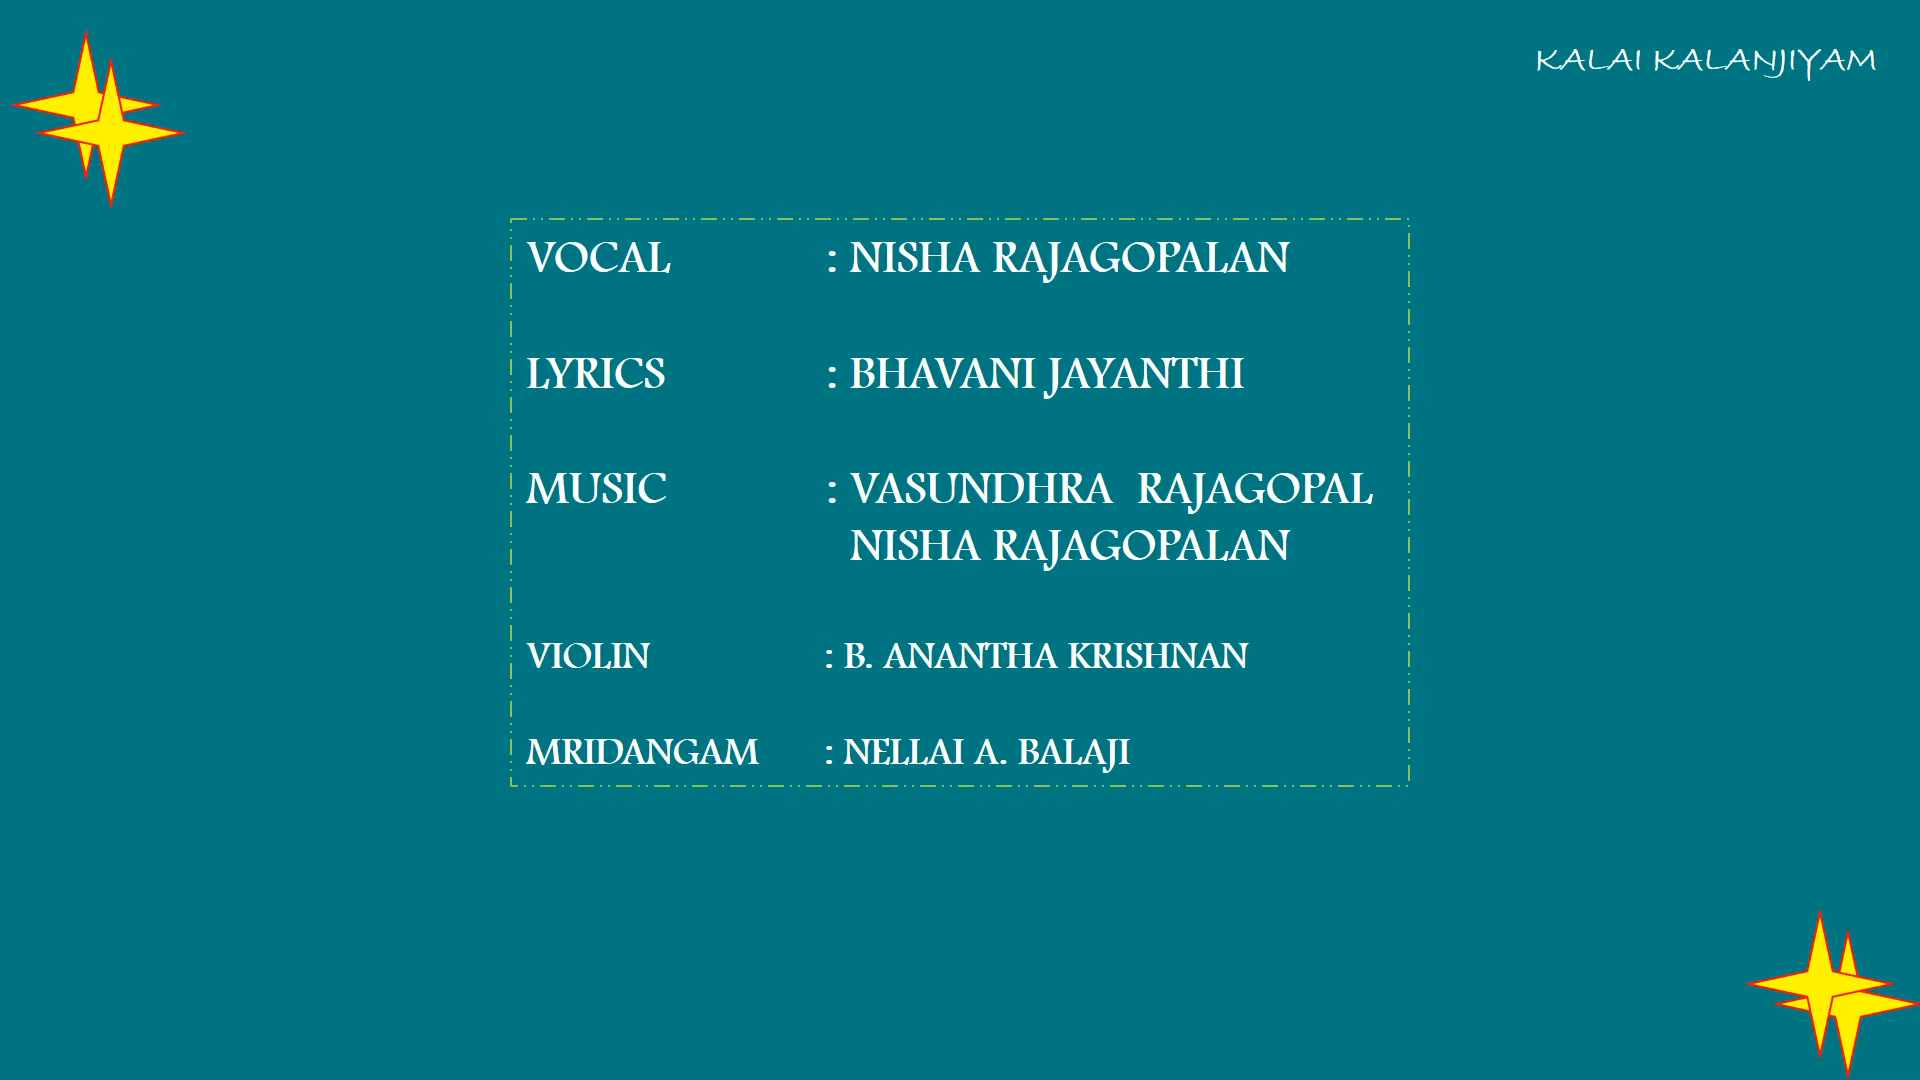 KALAI KALANJIYAM
VOCAL : NISHA RAJAGOPALAN
LYRICS : BHAVANI JAYANTHI
MUSIC : VASUNDHRA RAJAGOPAL
NISHA RAJAGOPALAN
VIOLIN : B. ANANTHA KRISHNAN
MRIDANGAM : NELLAI A. BALAJI